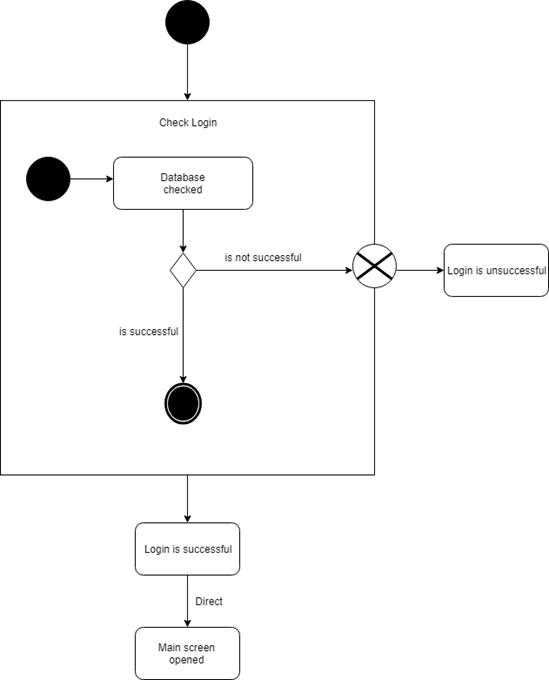 Check Login
Database
checked
is not successful
Login is unsuccessful
is successful
Login is successful
Direct
Main screen
opened